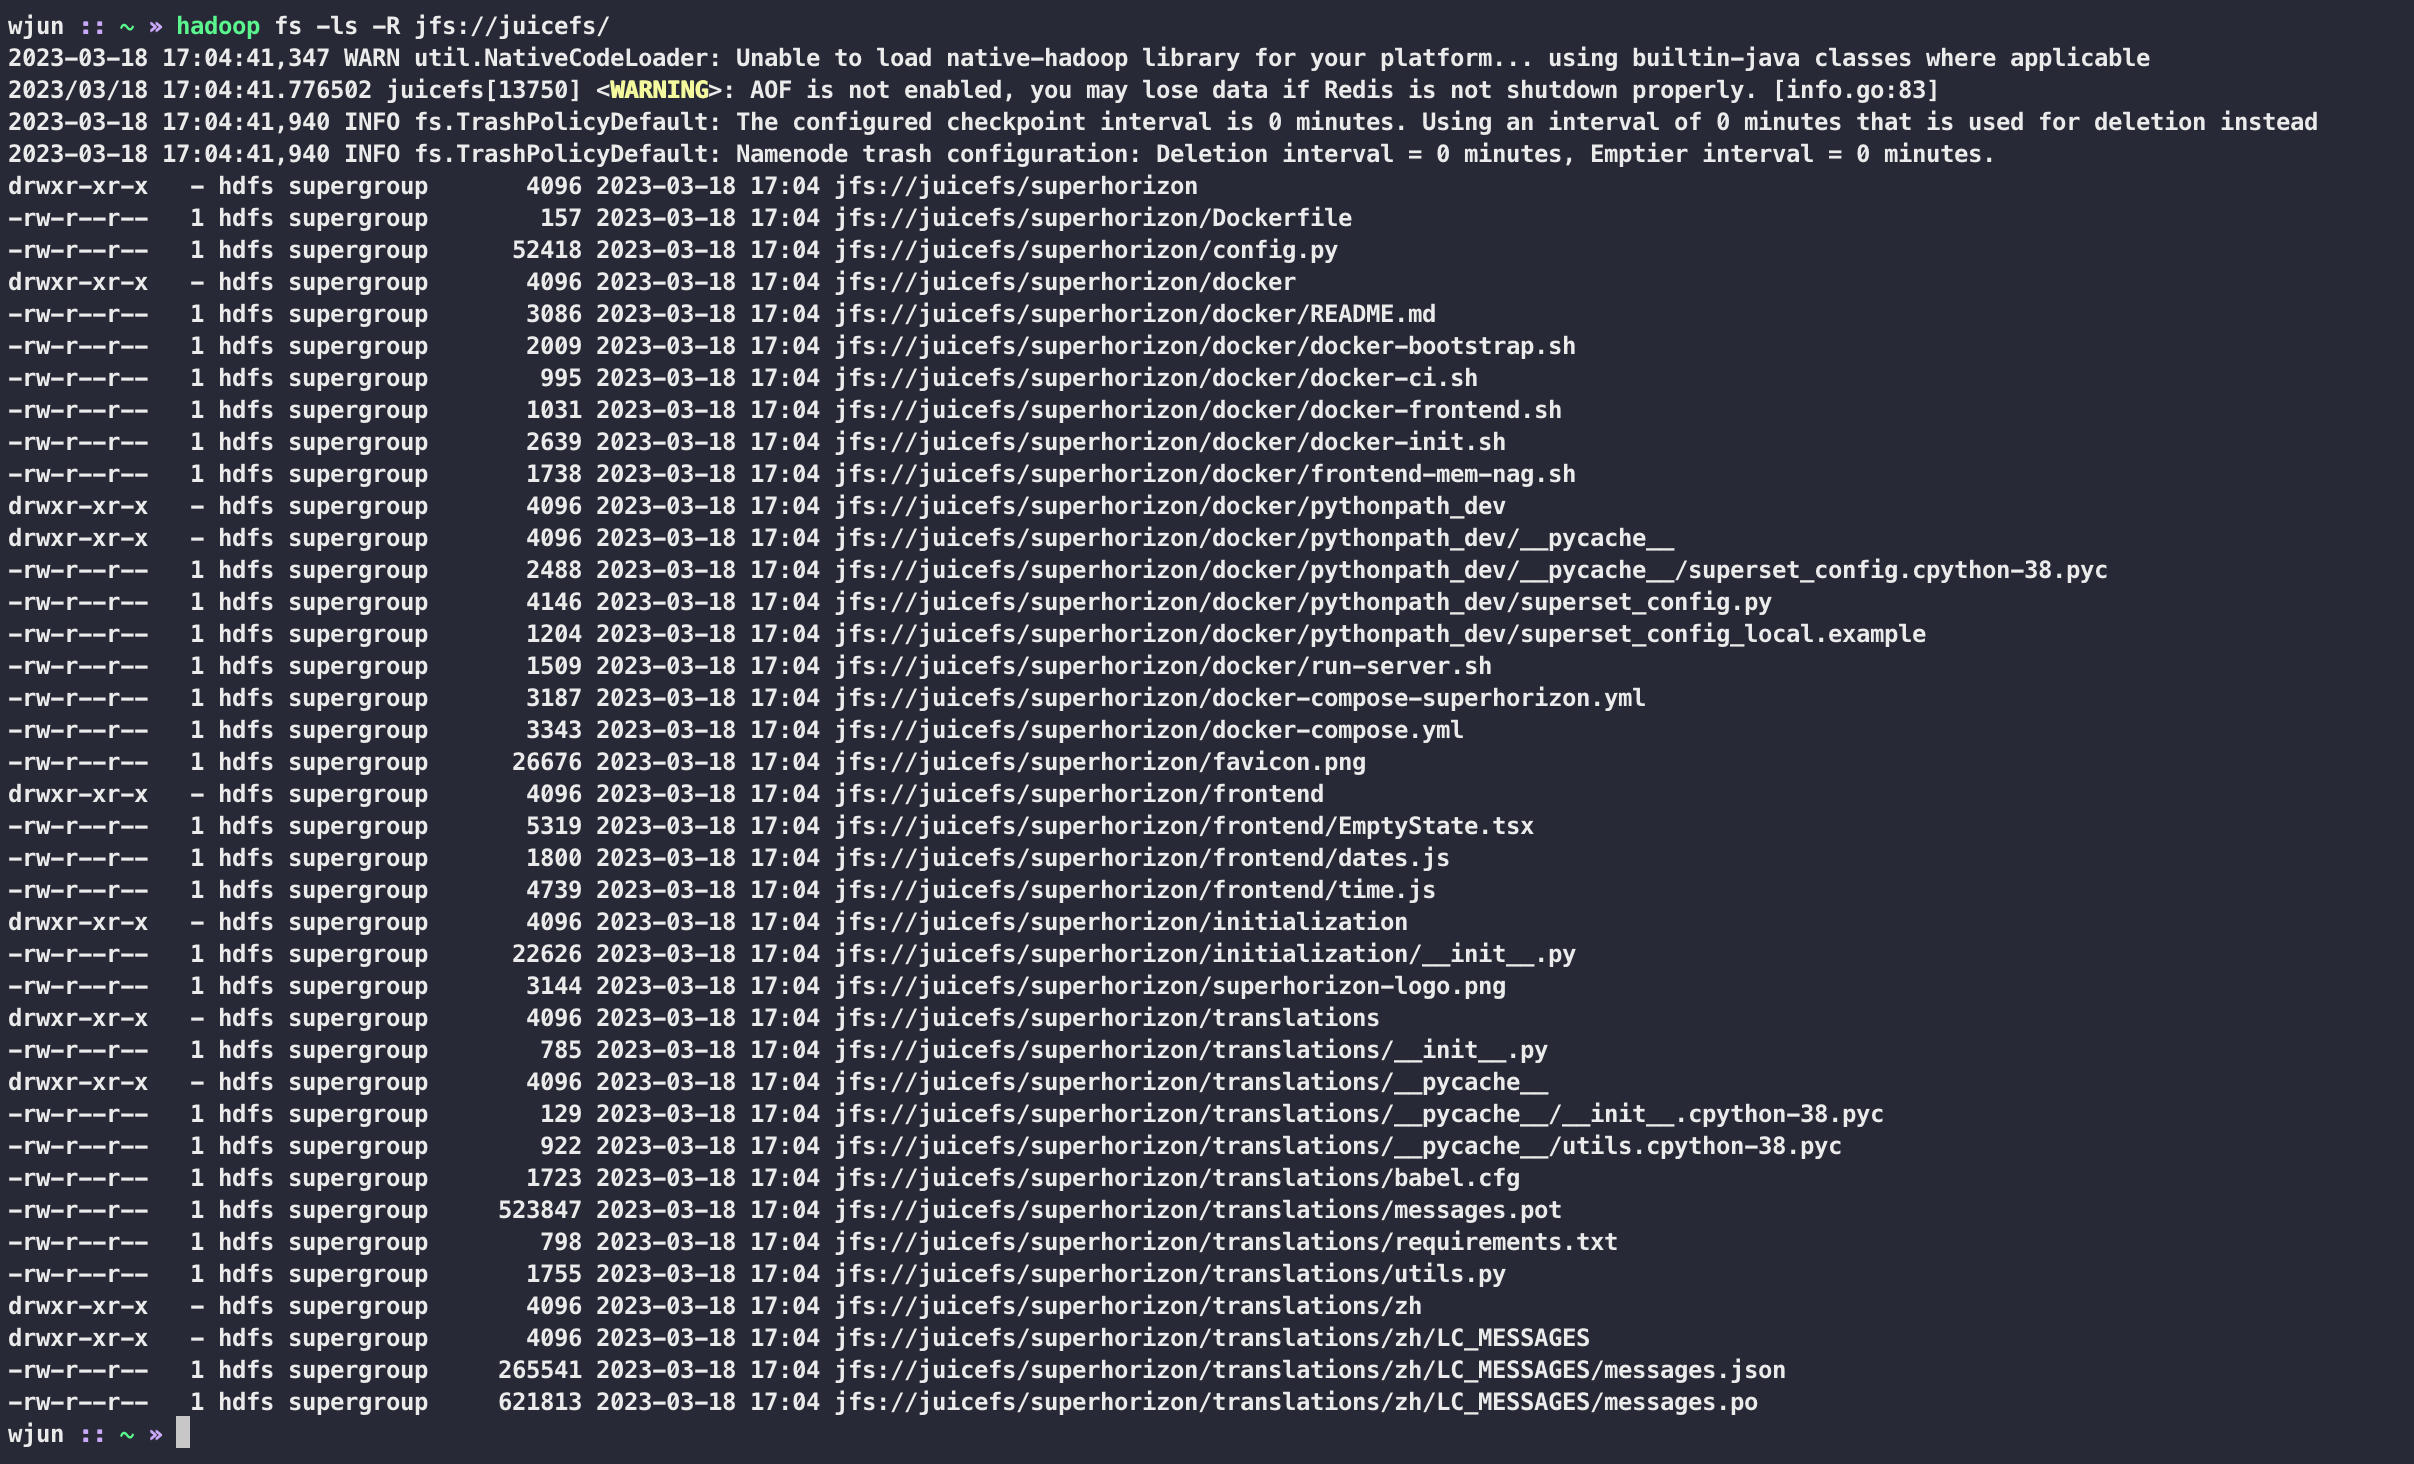 wjun :: ~ » hadoop fs -ls -R jfs://juicefs/
2023-03-18 17:04:41,347 WARN util.NativeCodeLoader: Unable to load native-hadoop library for your platform... using builtin-java classes where applicable
2023/03/18 17:04:41.776502 juicefs[13750] <WARNING>: AOF is not enabled, you may lose data if Redis is not shutdown properly. [info.go:83]
2023-03-18 17:04:41,940 INFO fs.TrashPolicyDefault: The configured checkpoint interval is 0 minutes. Using an interval of 0 minutes that is used for deletion instead
2023-03-18 17:04:41,940 INFO fs.TrashPolicyDefault: Namenode trash configuration: Deletion interval = 0 minutes, Emptier interval = 0 minutes.
drwxr-xr-x   - hdfs supergroup       4096 2023-03-18 17:04 jfs://juicefs/superhorizon
-rw-r--r--   1 hdfs supergroup        157 2023-03-18 17:04 jfs://juicefs/superhorizon/Dockerfile
-rw-r--r--   1 hdfs supergroup      52418 2023-03-18 17:04 jfs://juicefs/superhorizon/config.py
drwxr-xr-x   - hdfs supergroup       4096 2023-03-18 17:04 jfs://juicefs/superhorizon/docker
-rw-r--r--   1 hdfs supergroup       3086 2023-03-18 17:04 jfs://juicefs/superhorizon/docker/README.md
-rw-r--r--   1 hdfs supergroup       2009 2023-03-18 17:04 jfs://juicefs/superhorizon/docker/docker-bootstrap.sh
-rw-r--r--   1 hdfs supergroup        995 2023-03-18 17:04 jfs://juicefs/superhorizon/docker/docker-ci.sh
-rw-r--r--   1 hdfs supergroup       1031 2023-03-18 17:04 jfs://juicefs/superhorizon/docker/docker-frontend.sh
-rw-r--r--   1 hdfs supergroup       2639 2023-03-18 17:04 jfs://juicefs/superhorizon/docker/docker-init.sh
-rw-r--r--   1 hdfs supergroup       1738 2023-03-18 17:04 jfs://juicefs/superhorizon/docker/frontend-mem-nag.sh
drwxr-xr-x   - hdfs supergroup       4096 2023-03-18 17:04 jfs://juicefs/superhorizon/docker/pythonpath_dev
drwxr-xr-x   - hdfs supergroup       4096 2023-03-18 17:04 jfs://juicefs/superhorizon/docker/pythonpath_dev/__pycache__
-rw-r--r--   1 hdfs supergroup       2488 2023-03-18 17:04 jfs://juicefs/superhorizon/docker/pythonpath_dev/__pycache__/superset_config.cpython-38.pyc
-rw-r--r--   1 hdfs supergroup       4146 2023-03-18 17:04 jfs://juicefs/superhorizon/docker/pythonpath_dev/superset_config.py
-rw-r--r--   1 hdfs supergroup       1204 2023-03-18 17:04 jfs://juicefs/superhorizon/docker/pythonpath_dev/superset_config_local.example
-rw-r--r--   1 hdfs supergroup       1509 2023-03-18 17:04 jfs://juicefs/superhorizon/docker/run-server.sh
-rw-r--r--   1 hdfs supergroup       3187 2023-03-18 17:04 jfs://juicefs/superhorizon/docker-compose-superhorizon.yml
-rw-r--r--   1 hdfs supergroup       3343 2023-03-18 17:04 jfs://juicefs/superhorizon/docker-compose.yml
-rw-r--r--   1 hdfs supergroup      26676 2023-03-18 17:04 jfs://juicefs/superhorizon/favicon.png
drwxr-xr-x   - hdfs supergroup       4096 2023-03-18 17:04 jfs://juicefs/superhorizon/frontend
-rw-r--r--   1 hdfs supergroup       5319 2023-03-18 17:04 jfs://juicefs/superhorizon/frontend/EmptyState.tsx
-rw-r--r--   1 hdfs supergroup       1800 2023-03-18 17:04 jfs://juicefs/superhorizon/frontend/dates.js
-rw-r--r--   1 hdfs supergroup       4739 2023-03-18 17:04 jfs://juicefs/superhorizon/frontend/time.js
drwxr-xr-x   - hdfs supergroup       4096 2023-03-18 17:04 jfs://juicefs/superhorizon/initialization
-rw-r--r--   1 hdfs supergroup      22626 2023-03-18 17:04 jfs://juicefs/superhorizon/initialization/__init__.py
-rw-r--r--   1 hdfs supergroup       3144 2023-03-18 17:04 jfs://juicefs/superhorizon/superhorizon-logo.png
drwxr-xr-x   - hdfs supergroup       4096 2023-03-18 17:04 jfs://juicefs/superhorizon/translations
-rw-r--r--   1 hdfs supergroup        785 2023-03-18 17:04 jfs://juicefs/superhorizon/translations/__init__.py
drwxr-xr-x   - hdfs supergroup       4096 2023-03-18 17:04 jfs://juicefs/superhorizon/translations/__pycache__
-rw-r--r--   1 hdfs supergroup        129 2023-03-18 17:04 jfs://juicefs/superhorizon/translations/__pycache__/__init__.cpython-38.pyc
-rw-r--r--   1 hdfs supergroup        922 2023-03-18 17:04 jfs://juicefs/superhorizon/translations/__pycache__/utils.cpython-38.pyc
-rw-r--r--   1 hdfs supergroup       1723 2023-03-18 17:04 jfs://juicefs/superhorizon/translations/babel.cfg
-rw-r--r--   1 hdfs supergroup     523847 2023-03-18 17:04 jfs://juicefs/superhorizon/translations/messages.pot
-rw-r--r--   1 hdfs supergroup        798 2023-03-18 17:04 jfs://juicefs/superhorizon/translations/requirements.txt
-rw-r--r--   1 hdfs supergroup       1755 2023-03-18 17:04 jfs://juicefs/superhorizon/translations/utils.py
drwxr-xr-x   - hdfs supergroup       4096 2023-03-18 17:04 jfs://juicefs/superhorizon/translations/zh
drwxr-xr-x   - hdfs supergroup       4096 2023-03-18 17:04 jfs://juicefs/superhorizon/translations/zh/LC_MESSAGES
-rw-r--r--   1 hdfs supergroup     265541 2023-03-18 17:04 jfs://juicefs/superhorizon/translations/zh/LC_MESSAGES/messages.json
-rw-r--r--   1 hdfs supergroup     621813 2023-03-18 17:04 jfs://juicefs/superhorizon/translations/zh/LC_MESSAGES/messages.po
wjun :: ~ »